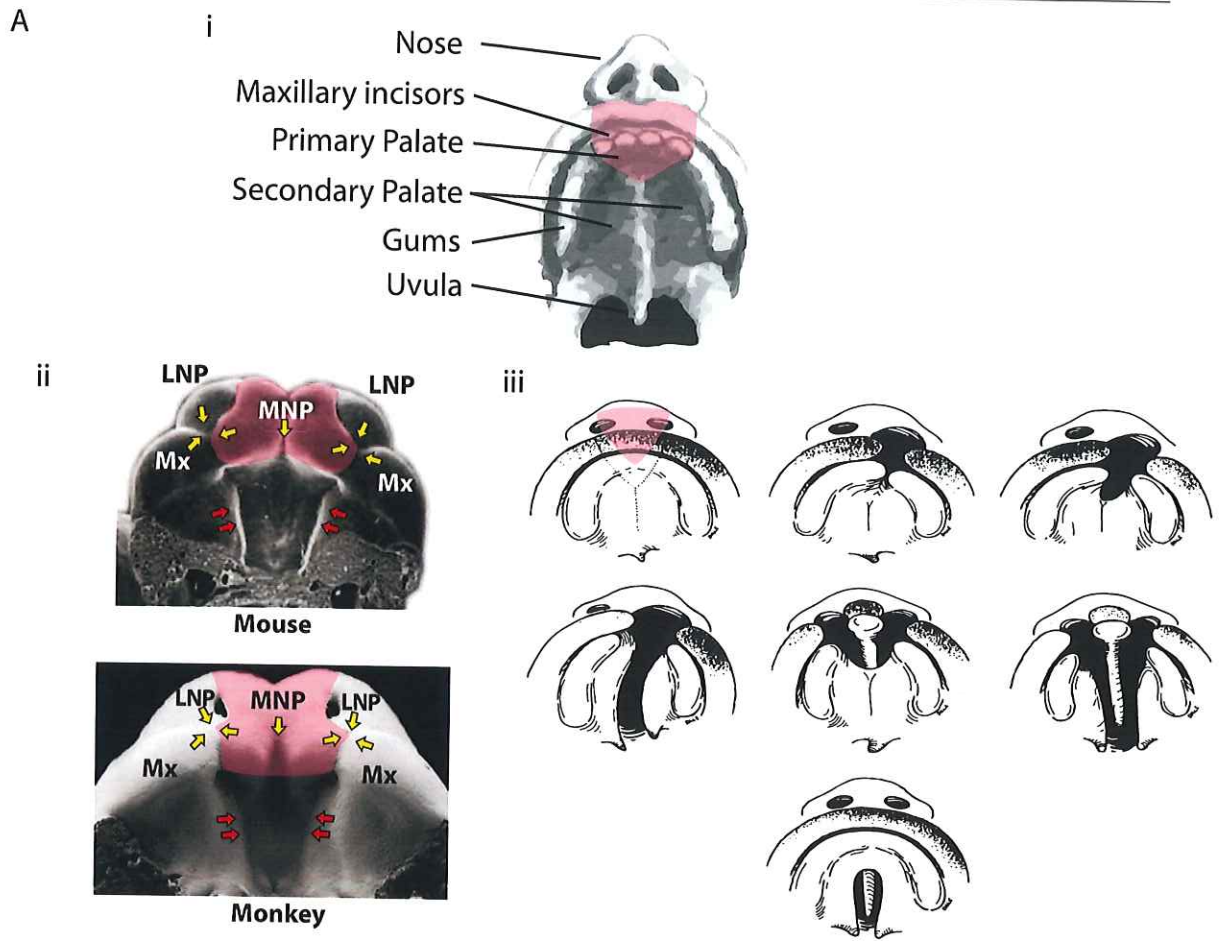 A
i
Nose
Maxillary incisors
Primary Palate
Secondary Palate
Gums
Uvula
ii
LNP
LNP
MNP
Mx
Mx
Mouse
LNP
MNP
LNP
Mx
Mx
Monkey
iii